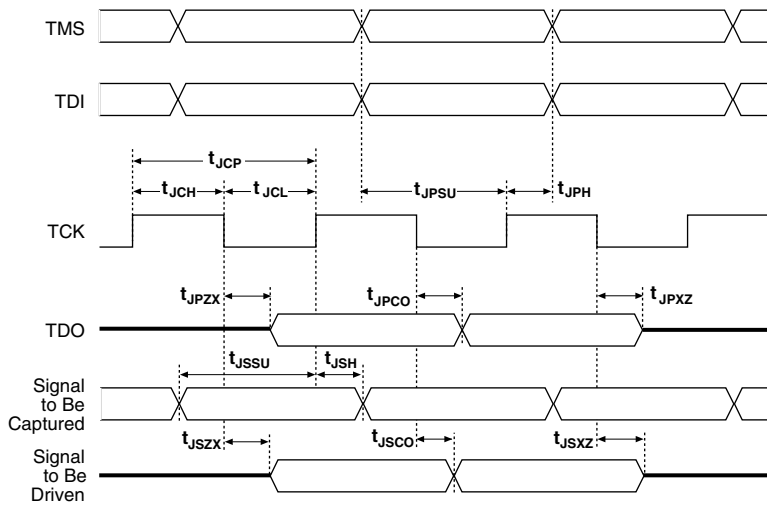 TMS
TDI
tJCP
tJCH tJCL tJPSU tJPH
TCK
tJPZX tJPCO tJPXZ
TDO
tJSSU tJSH
Signal
to Be
Captured
tJSZX tJSCO tJSXZ
Signal
to Be
Driven